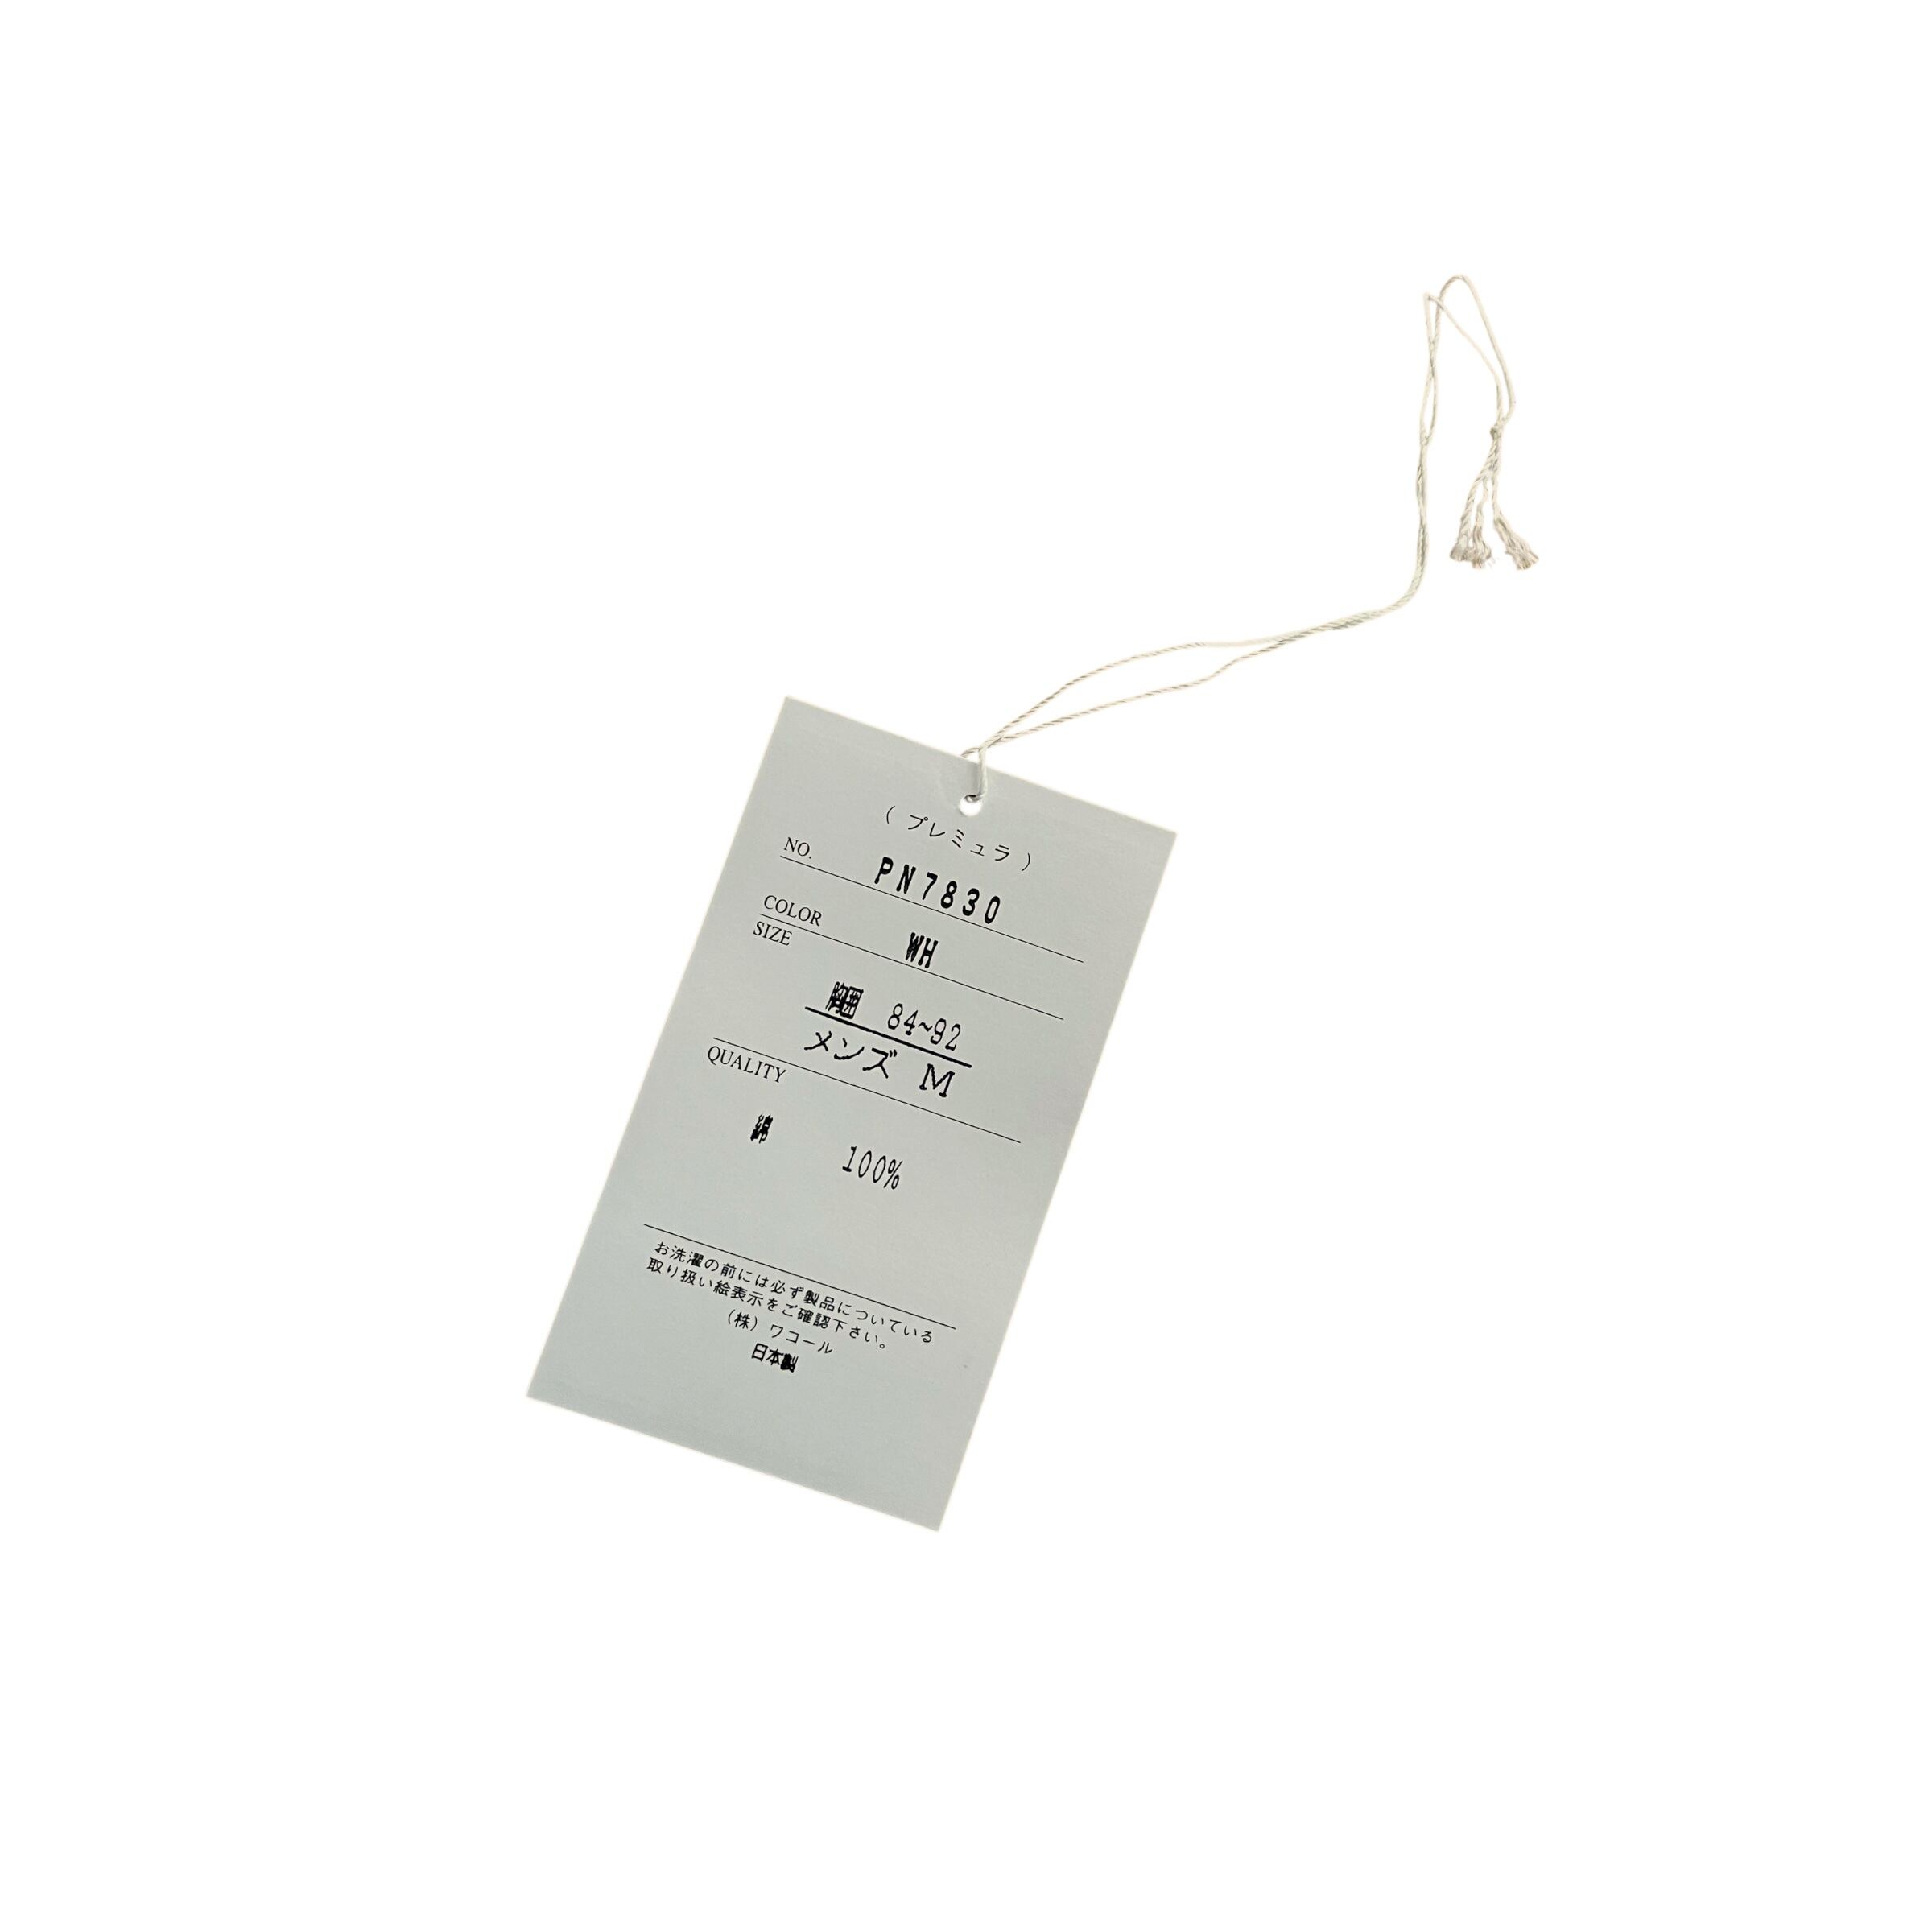 ( プレミュラ )
NO. PN7830
COLOR WH
SIZE
胸囲 84~92
メンズ M
QUALITY
綿 100%
お洗濯の前には必ず製品についている
取り扱い絵表示をご確認下さい。
(株) ワコール
日本製